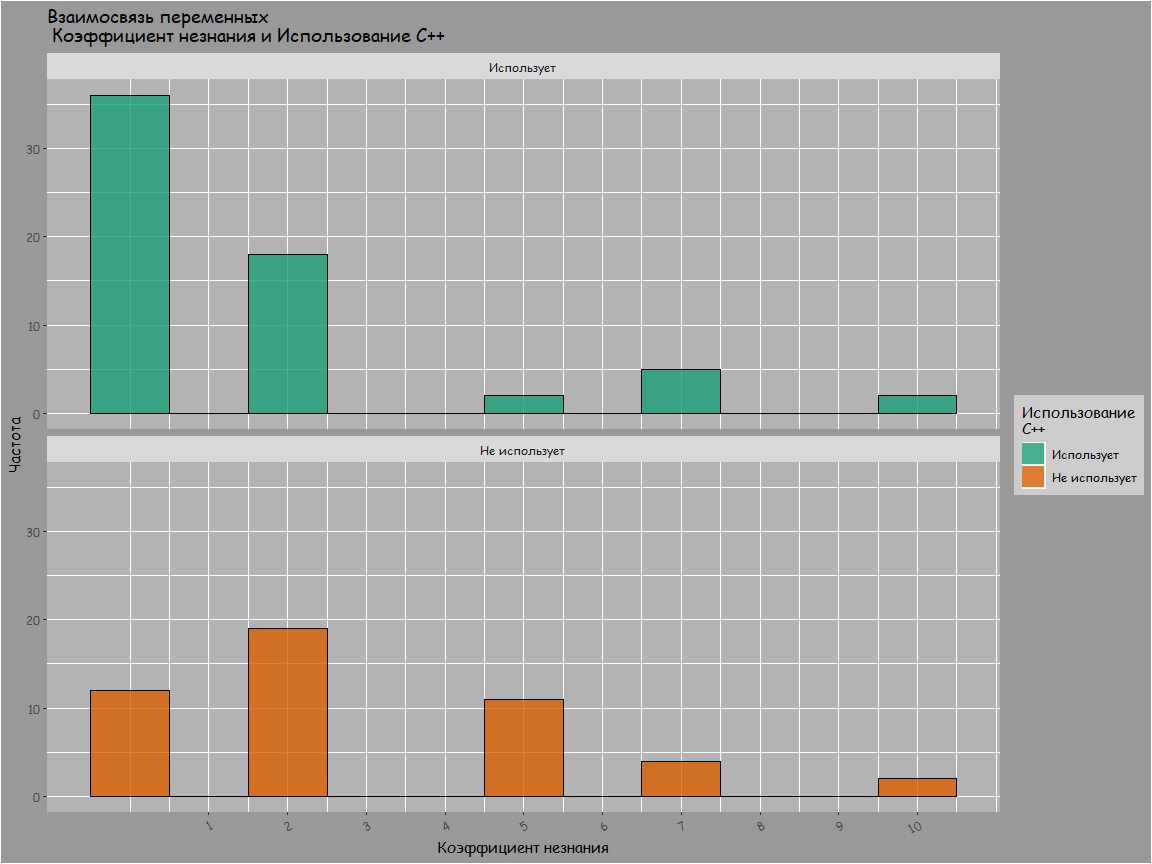 Взаимосвязь переменных
Коэффициент незнания и Использование C++
Использует
30
20
10
0
Частота
Не использует
30
20
10
0
1 2 3 4 5 6 7 8 9 10
Коэффициент незнания
Использование
C++
Использует
Не использует